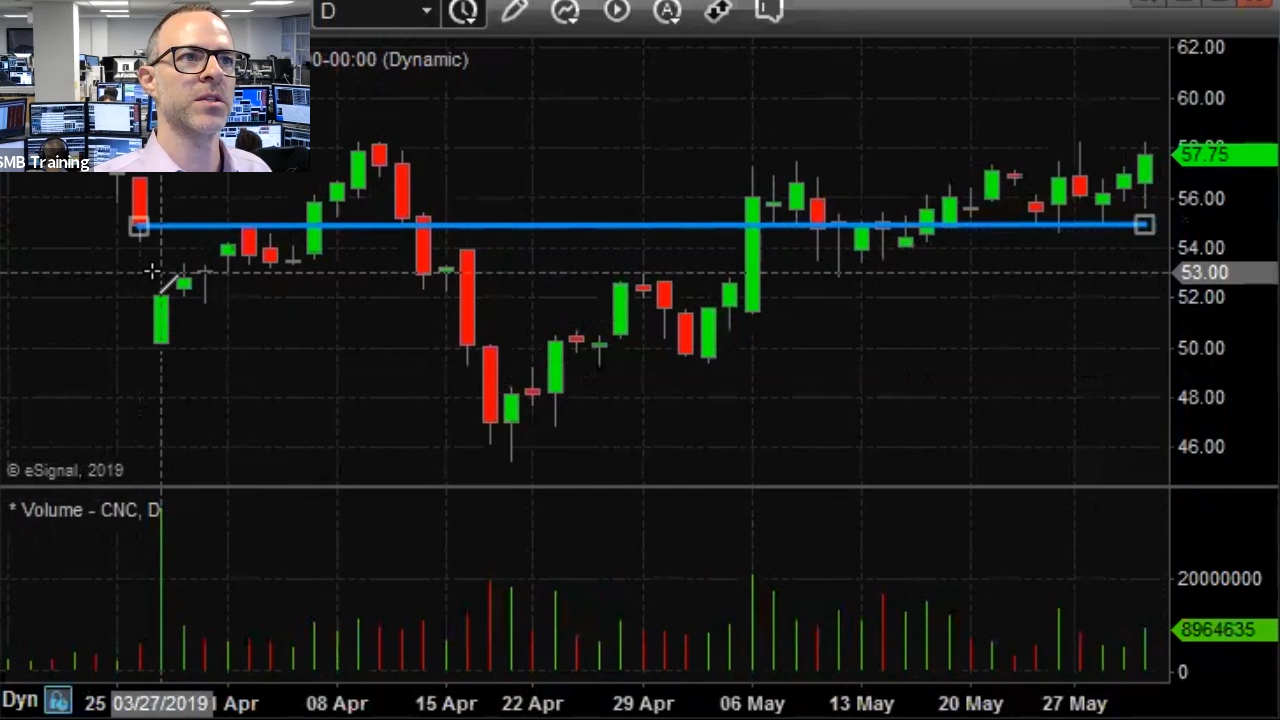 D
A
0-00:00 (Dynamic)
SMB Training
62.00
60.00
57.75
56.00
54.00
53.00
52.00
50.00
48.00
46.00
© eSignal, 2019
* Volume - CNC, D
20000000
8964635
0
Dyn 25 03/27/2019 Apr 08 Apr 15 Apr 22 Apr 29 Apr 06 May 13 May 20 May 27 May